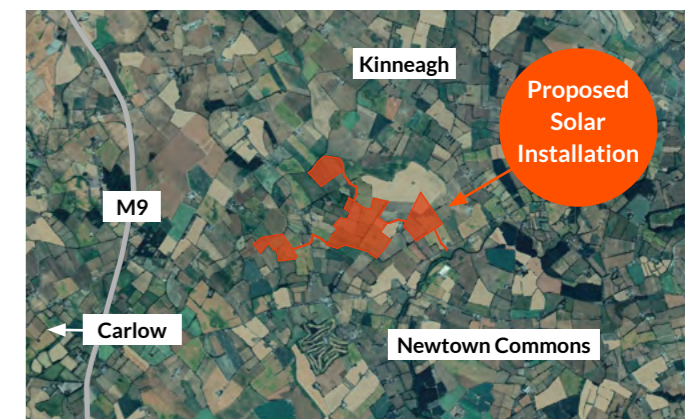 Kinneagh
Proposed
Solar
Installation
M9
Carlow
Newtown Commons